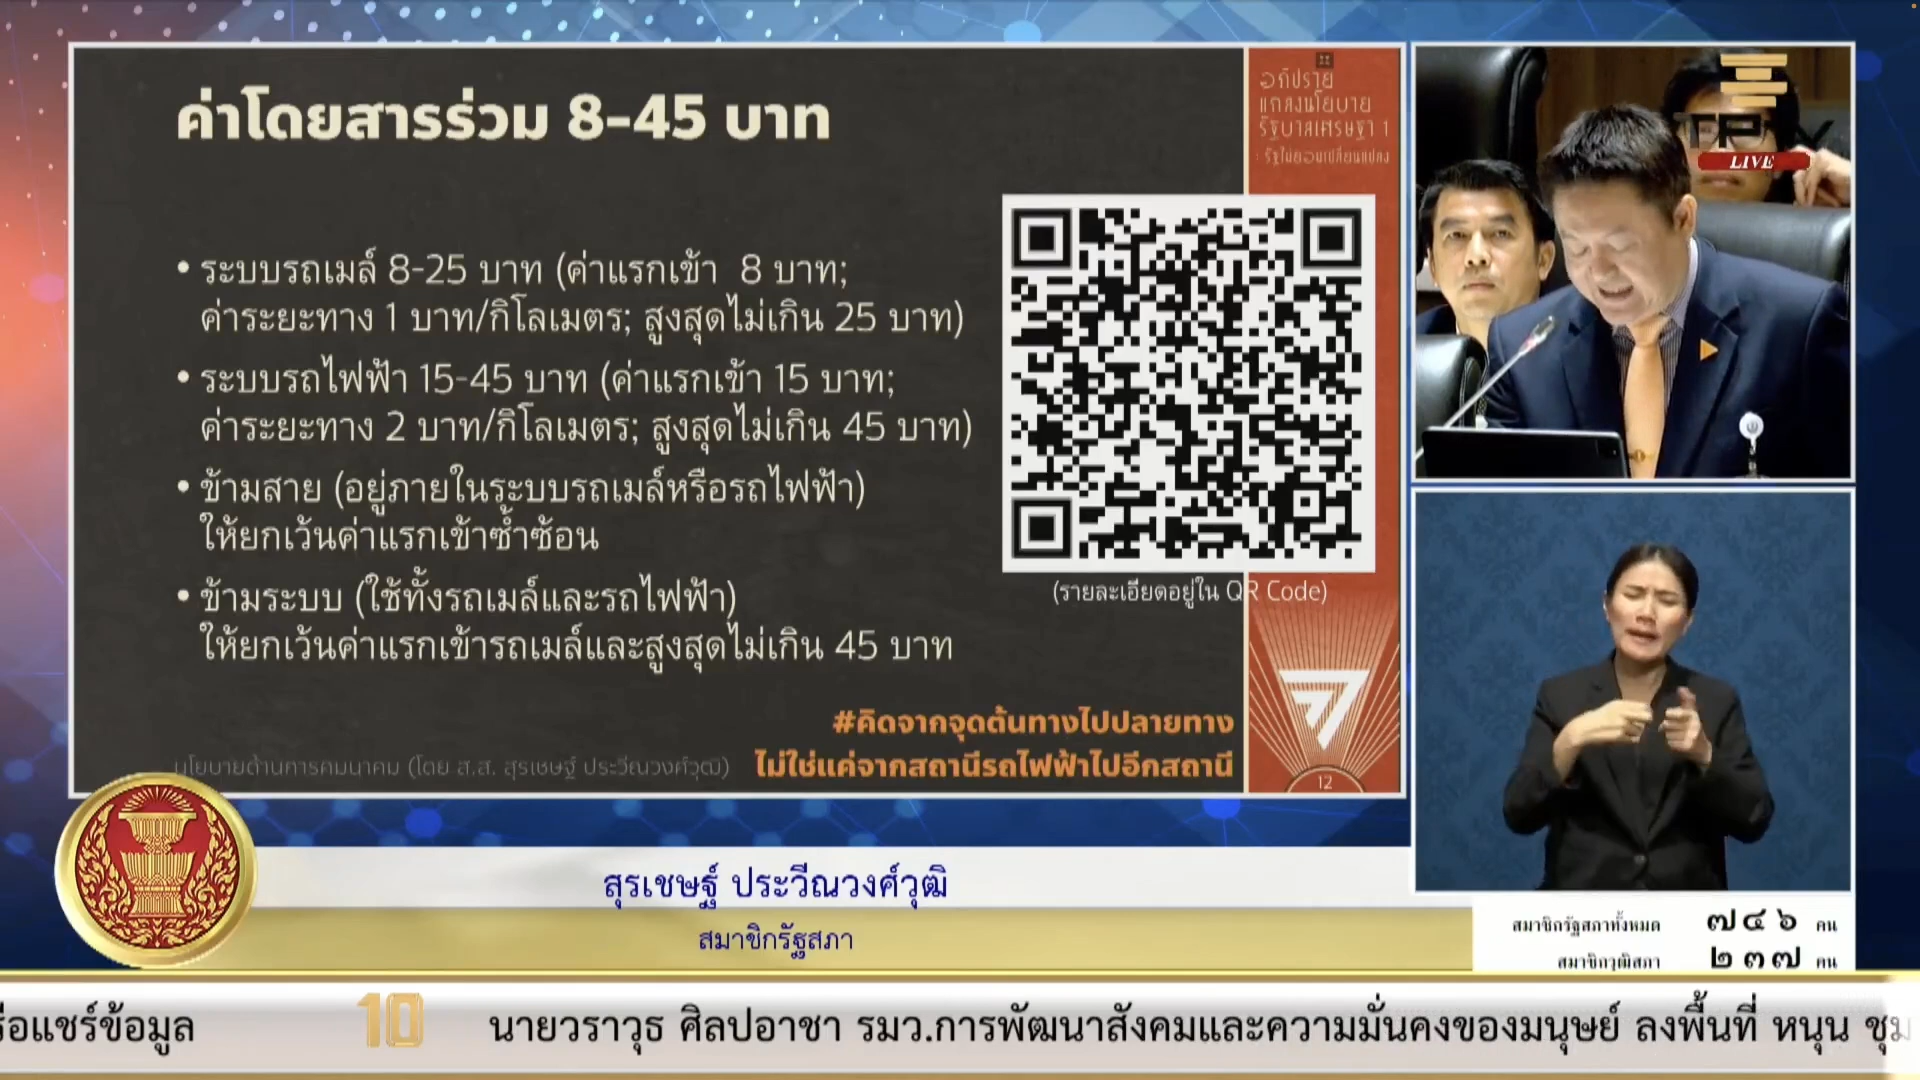 ค่าโดยสารร่วม 8-45 บาท
• ระบบรถเมล์ 8-25 บาท (ค่าแรกเข้า 8 บาท;
ค่าระยะทาง 1 บาท/กิโลเมตร; สูงสุดไม่เกิน 25 บาท)
• ระบบรถไฟฟ้า 15-45 บาท (ค่าแรกเข้า 15 บาท;
ค่าระยะทาง 2 บาท/กิโลเมตร; สูงสุดไม่เกิน 45 บาท)
• ข้ามสาย (อยู่ภายในระบบรถเมล์หรือรถไฟฟ้า)
ให้ยกเว้นค่าแรกเข้าซ้ำซ้อน
• ข้ามระบบ (ใช้ทั้งรถเมล์และรถไฟฟ้า)
ให้ยกเว้นค่าแรกเข้ารถเมล์และสูงสุดไม่เกิน 45 บาท
(รายละเอียดอยู่ใน QR Code)
#คิดจากจุดต้นทางไปปลายทาง
ไม่ใช่แค่จากสถานีรถไฟฟ้าไปอีกสถานี
นโยบายด้านการคมนาคม (โดย ส.ส. สุรเชษฐ์ ประวีณวงศ์วุฒิ)
อภิปราย
แถลงนโยบาย
รัฐบาลเศรษฐา 1
: รัฐไม่ยอมเปลี่ยนแปลง
12
LIVE
สุรเชษฐ์ ประวีณวงศ์วุฒิ
สมาชิกรัฐสภา
สมาชิกรัฐสภาทั้งหมด ๗๔๖ คน
สมาชิกวุฒิสภา ๒๓๗ คน
รือแชร์ข้อมูล 10 นายวราวุธ ศิลปอาชา รมว.การพัฒนาสังคมและความมั่นคงของมนุษย์ ลงพื้นที่ หนุน ชุม